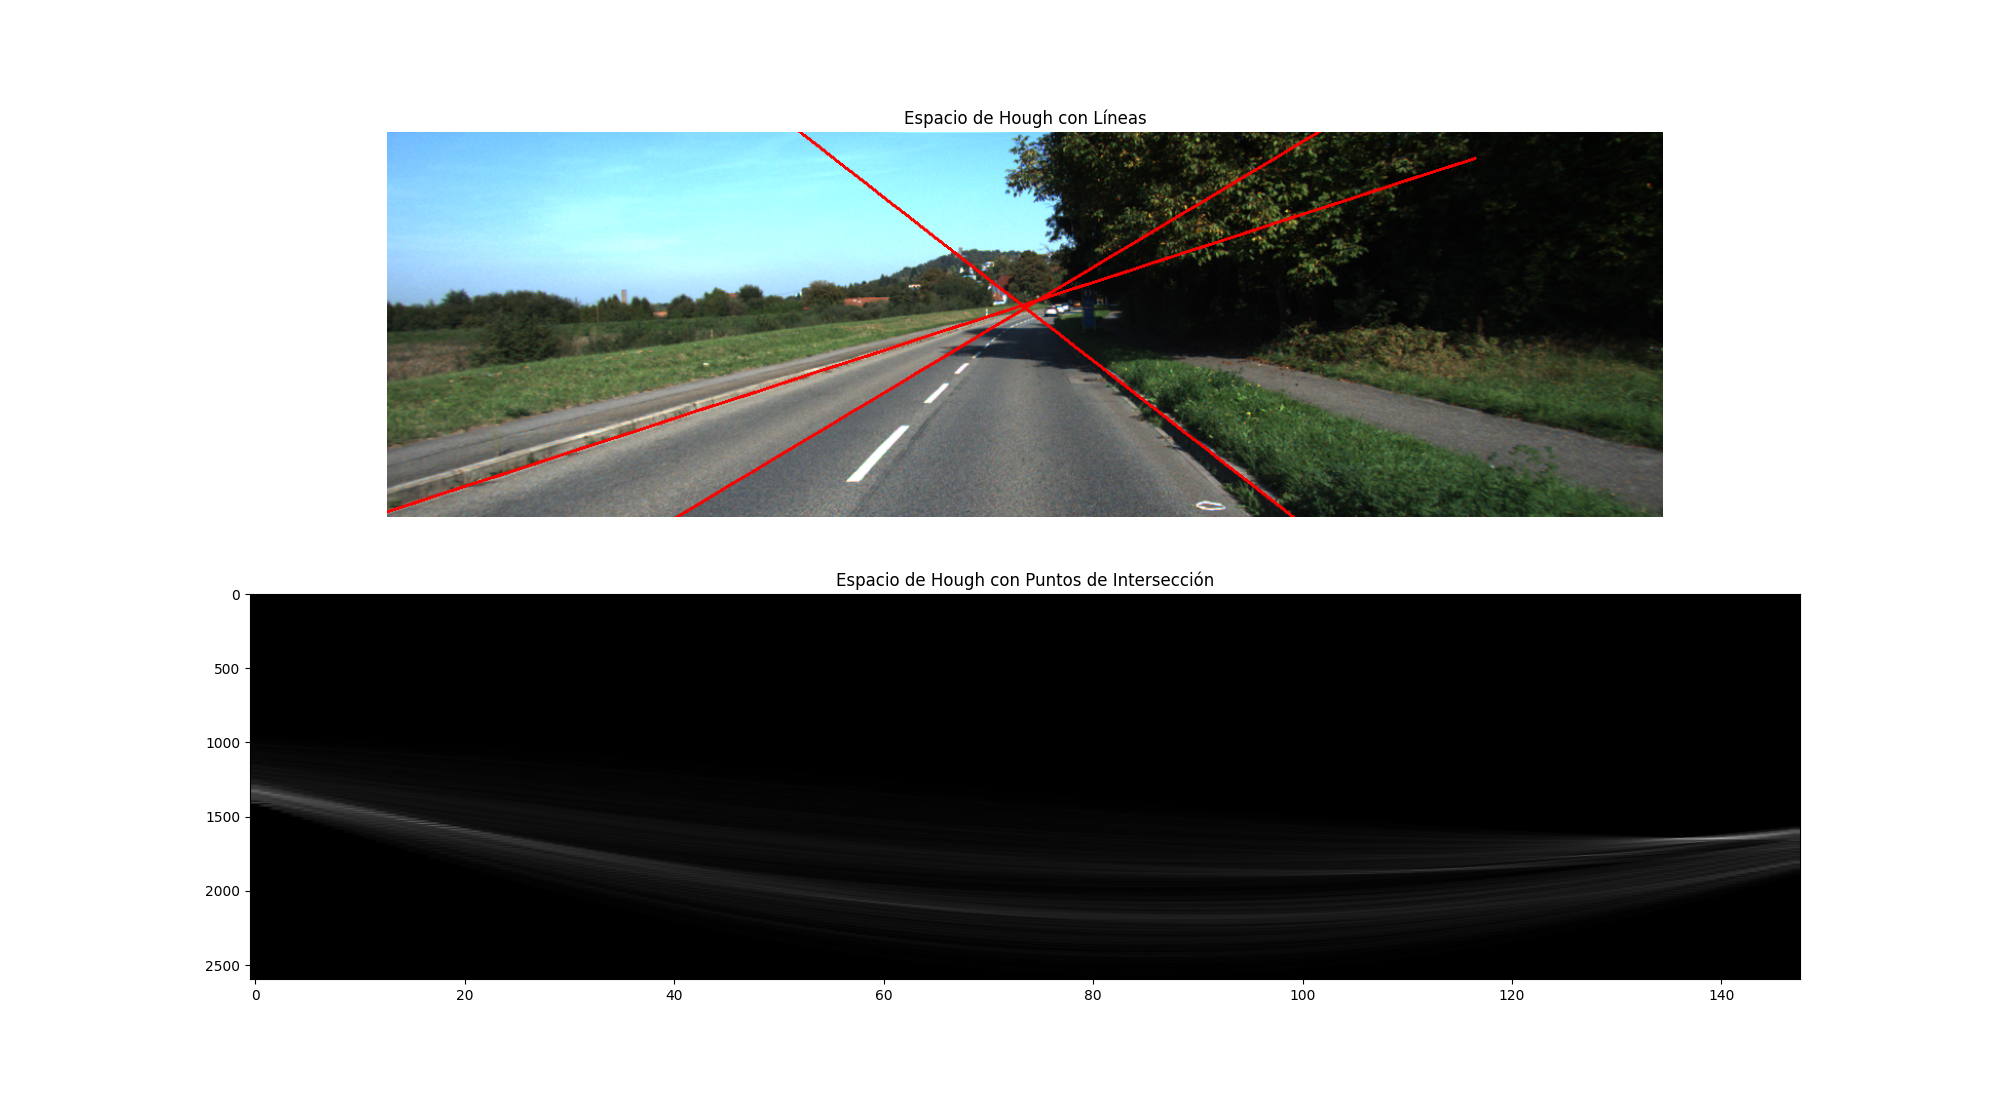 Espacio de Hough con Líneas
Espacio de Hough con Puntos de Intersección
0
500
1000
1500
2000
2500
0 20 40 60 80 100 120 140